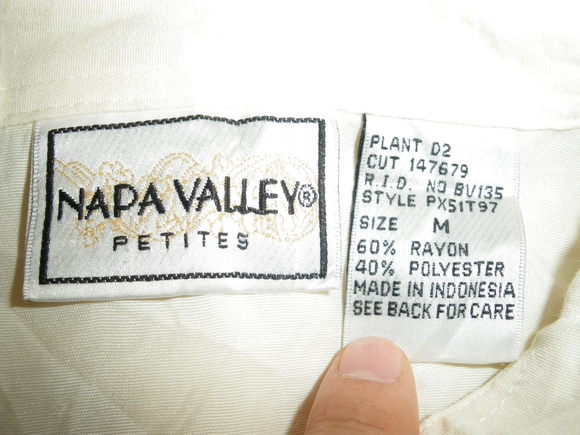 NAPA VALLEY®
PETITES
PLANT D2
CUT 147679
R.I.D. NO BV135
STYLE PX51T97
SIZE M
60% RAYON
40% POLYESTER
MADE IN INDONESIA
SEE BACK FOR CARE